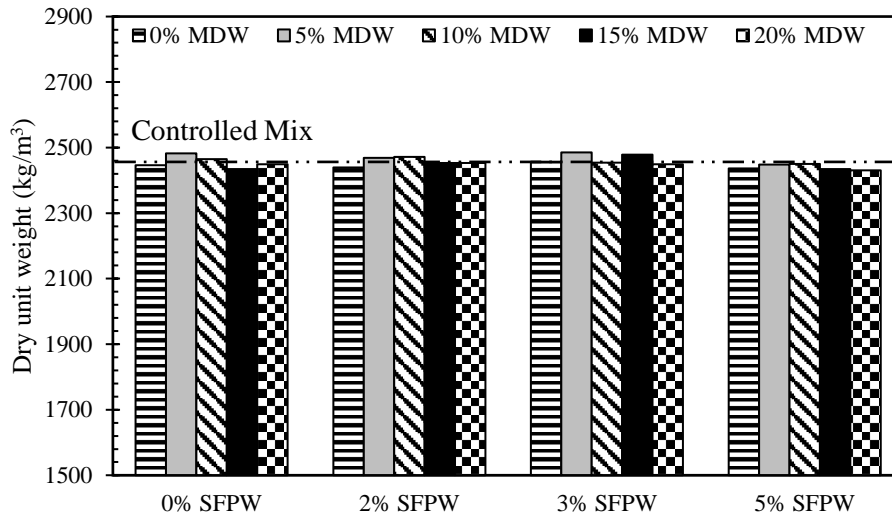 2900
0% MDW 5% MDW 10% MDW 15% MDW 20% MDW
2700
2500
Controlled Mix
2300
2100
1900
1700
1500
Dry unit weight (kg/m³)
0% SFPW 2% SFPW 3% SFPW 5% SFPW